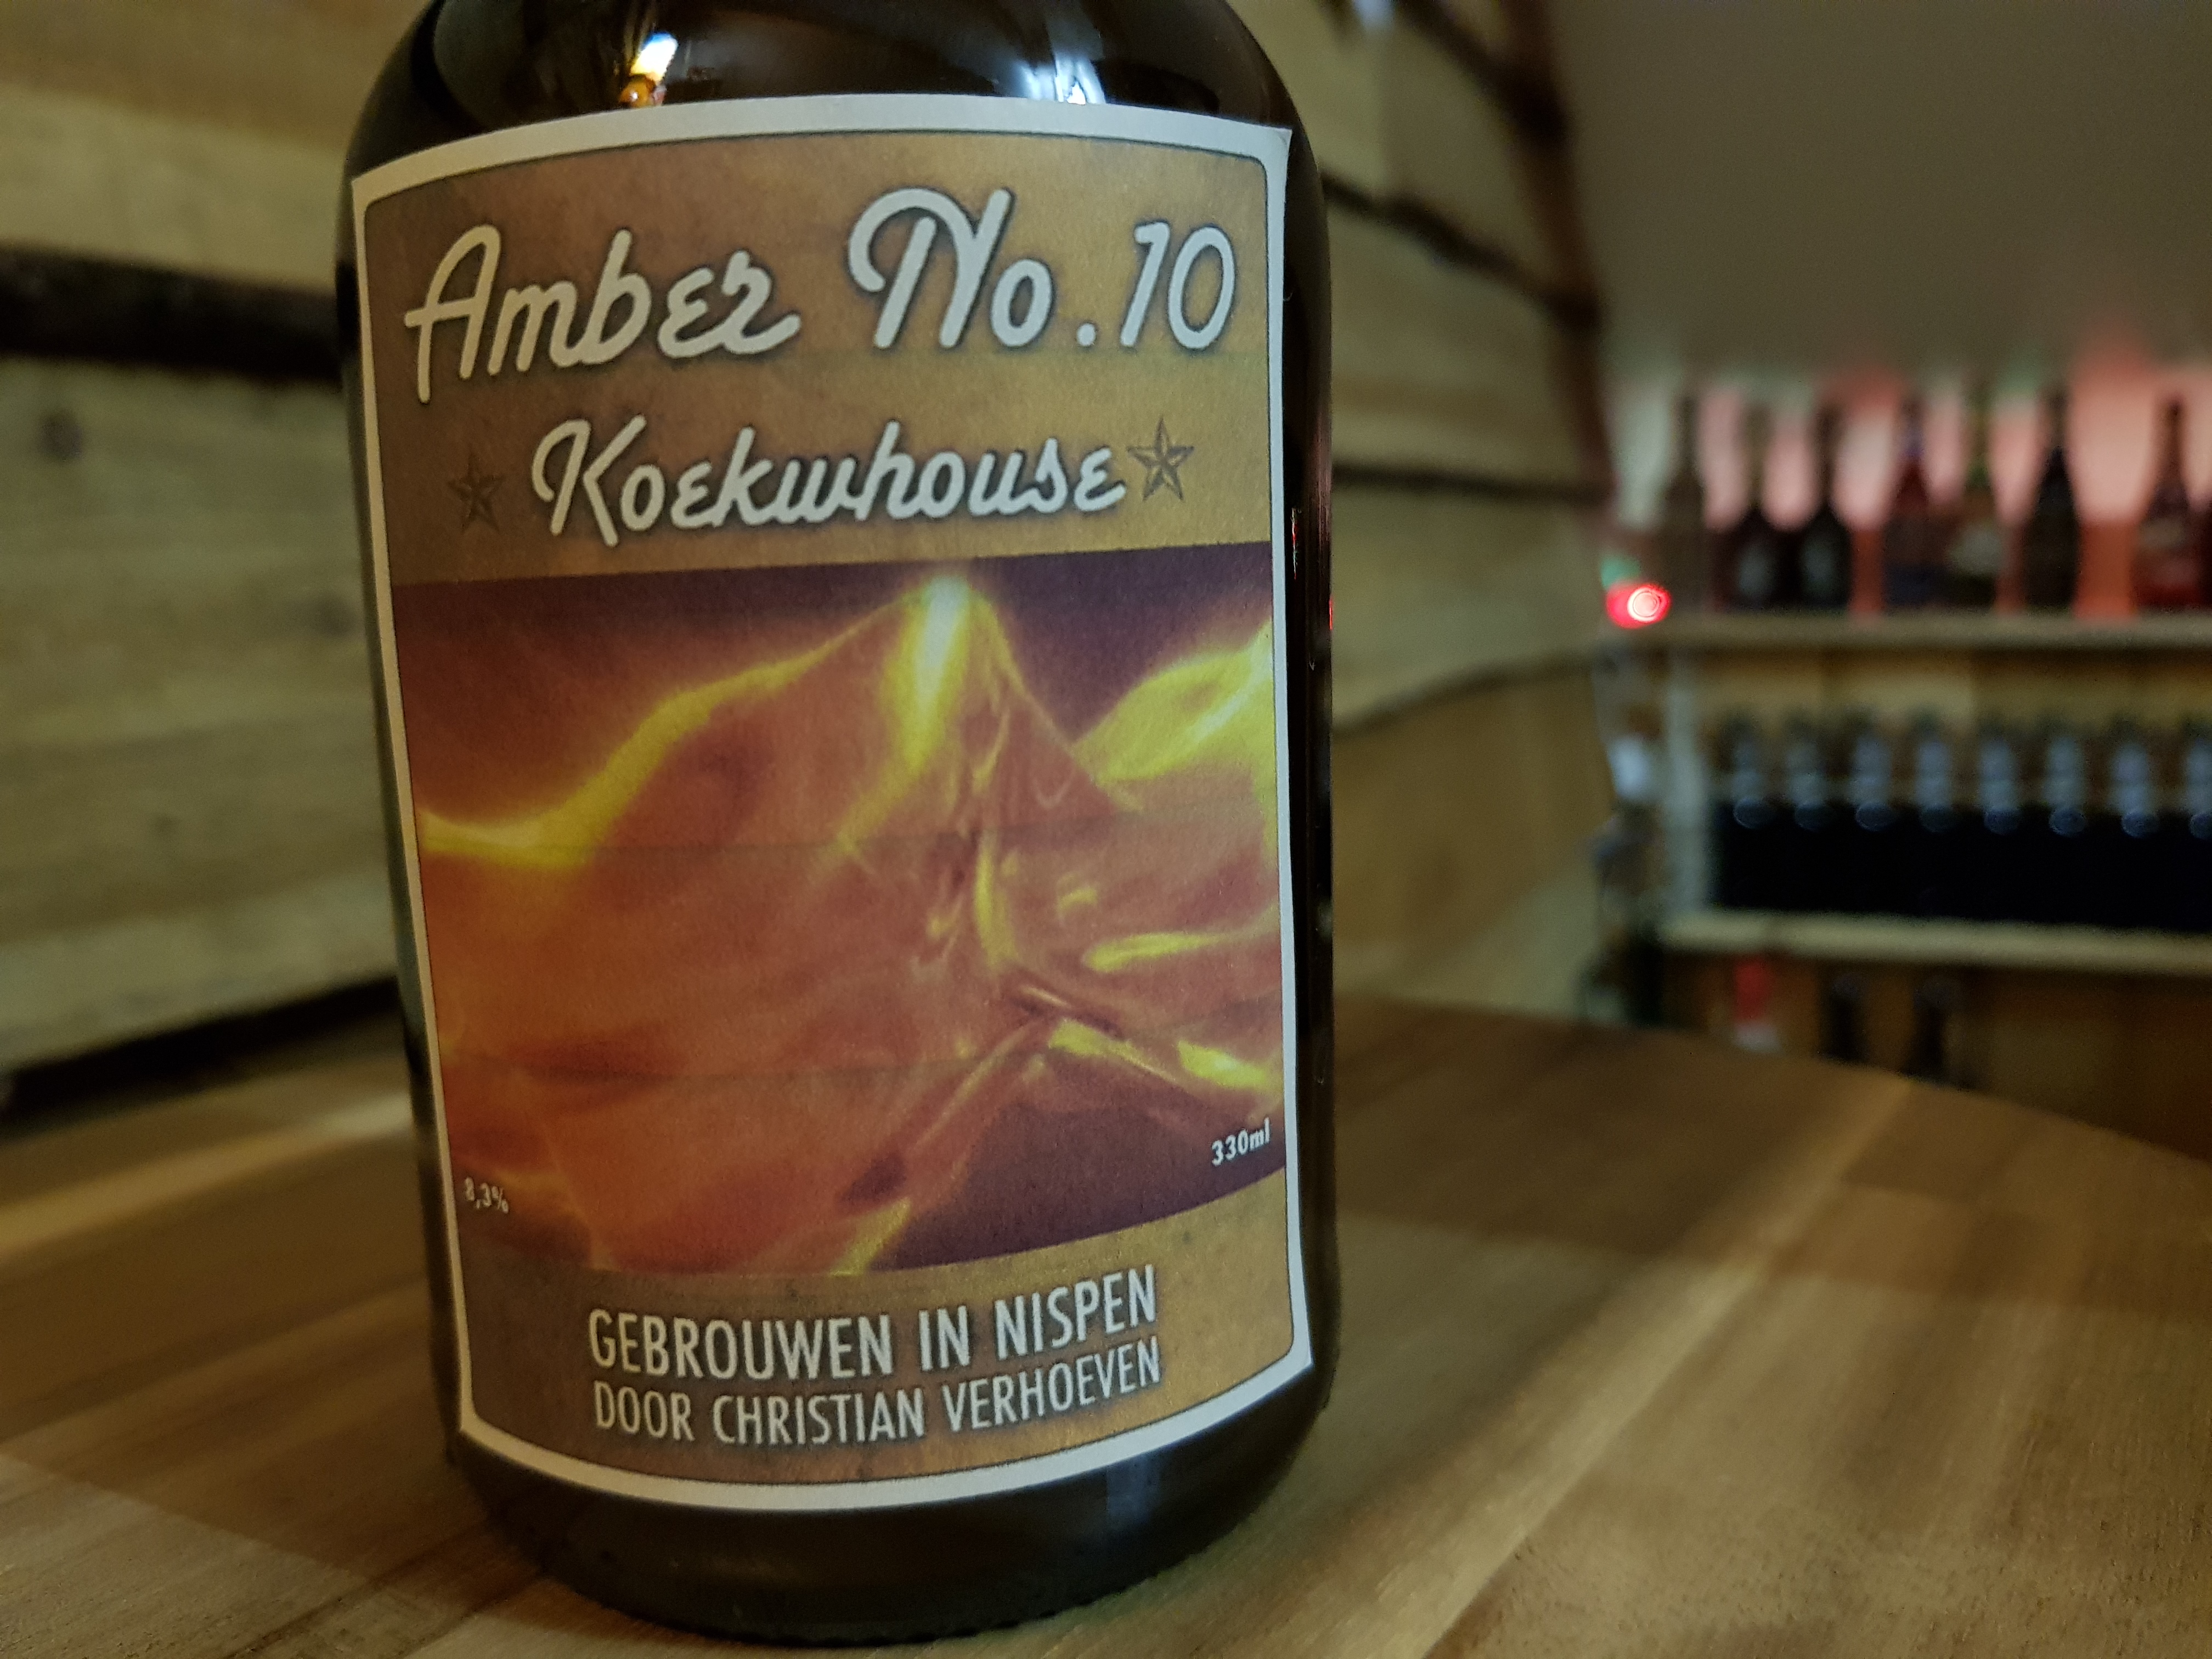 Amber No.10
Koekwhouse
330ml
8,3%
GEBROUWEN IN NISPEN
DOOR CHRISTIAN VERHOEVEN